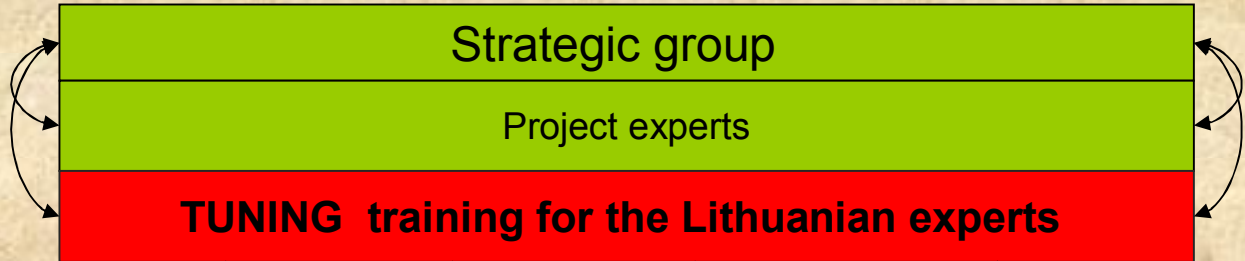 Strategic group
Project experts
TUNING training for the Lithuanian experts